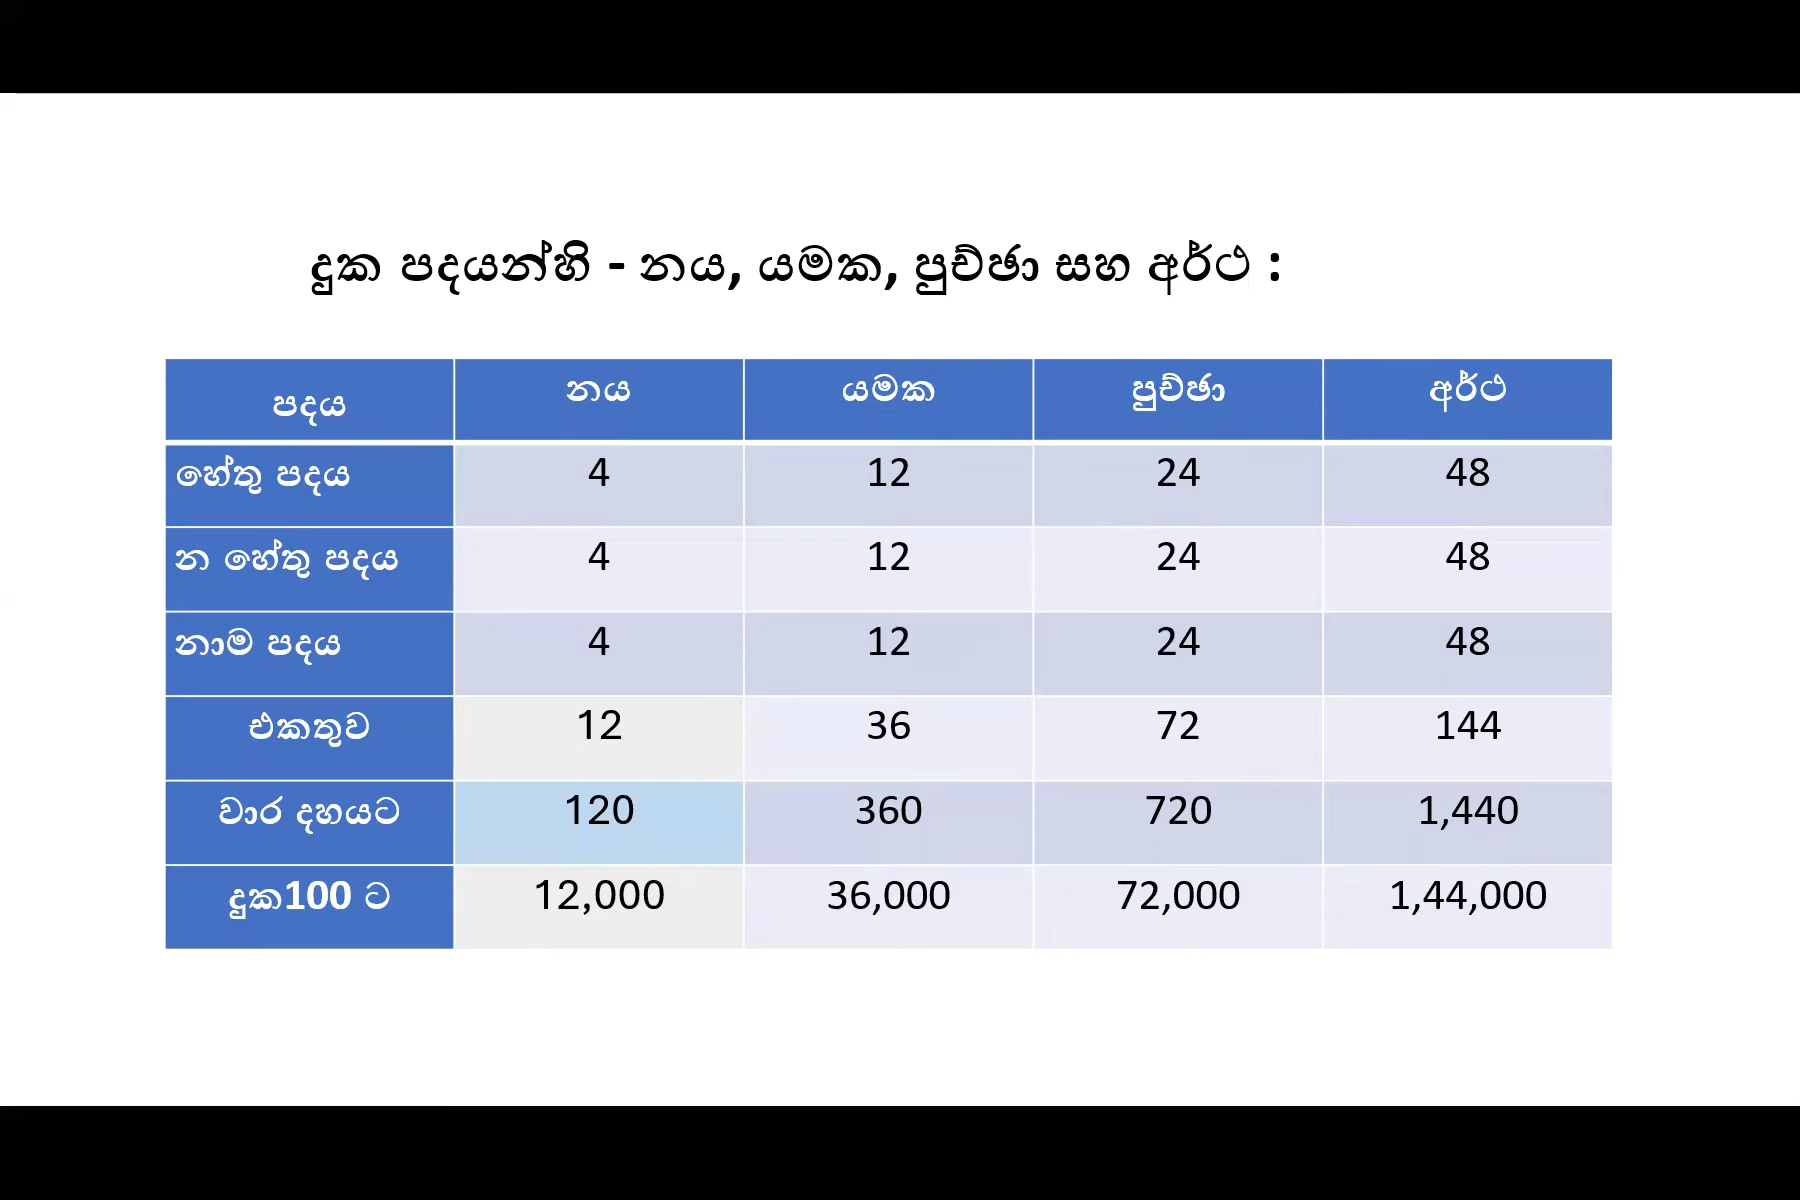 දුක පදයන්හි - නය, යමක, පුච්ඡා සහ අර්ථ :
පදය නය යමක පුච්ඡා අර්ථ
හේතු පදය 4 12 24 48
න හේතු පදය 4 12 24 48
නාම පදය 4 12 24 48
එකතුව 12 36 72 144
වාර දහයට 120 360 720 1,440
දුක100 ට 12,000 36,000 72,000 1,44,000